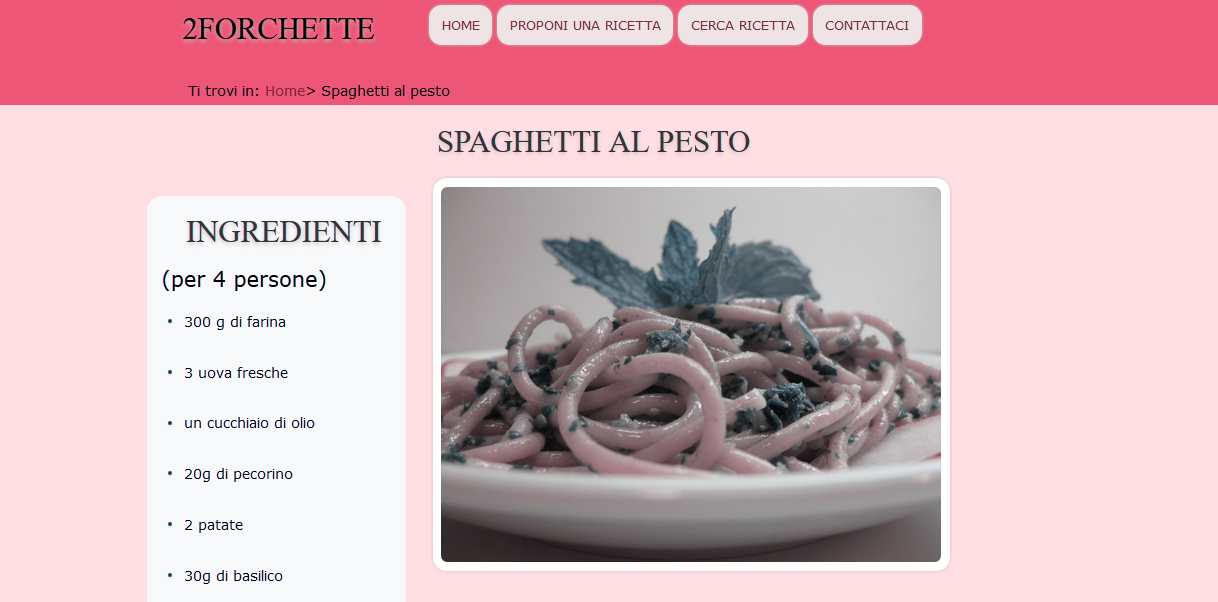 2FORCHETTE
HOME
PROPONI UNA RICETTA
CERCA RICETTA
CONTATTACI
Ti trovi in: Home> Spaghetti al pesto
SPAGHETTI AL PESTO
INGREDIENTI
(per 4 persone)
300 g di farina
3 uova fresche
un cucchiaio di olio
20g di pecorino
2 patate
30g di basilico